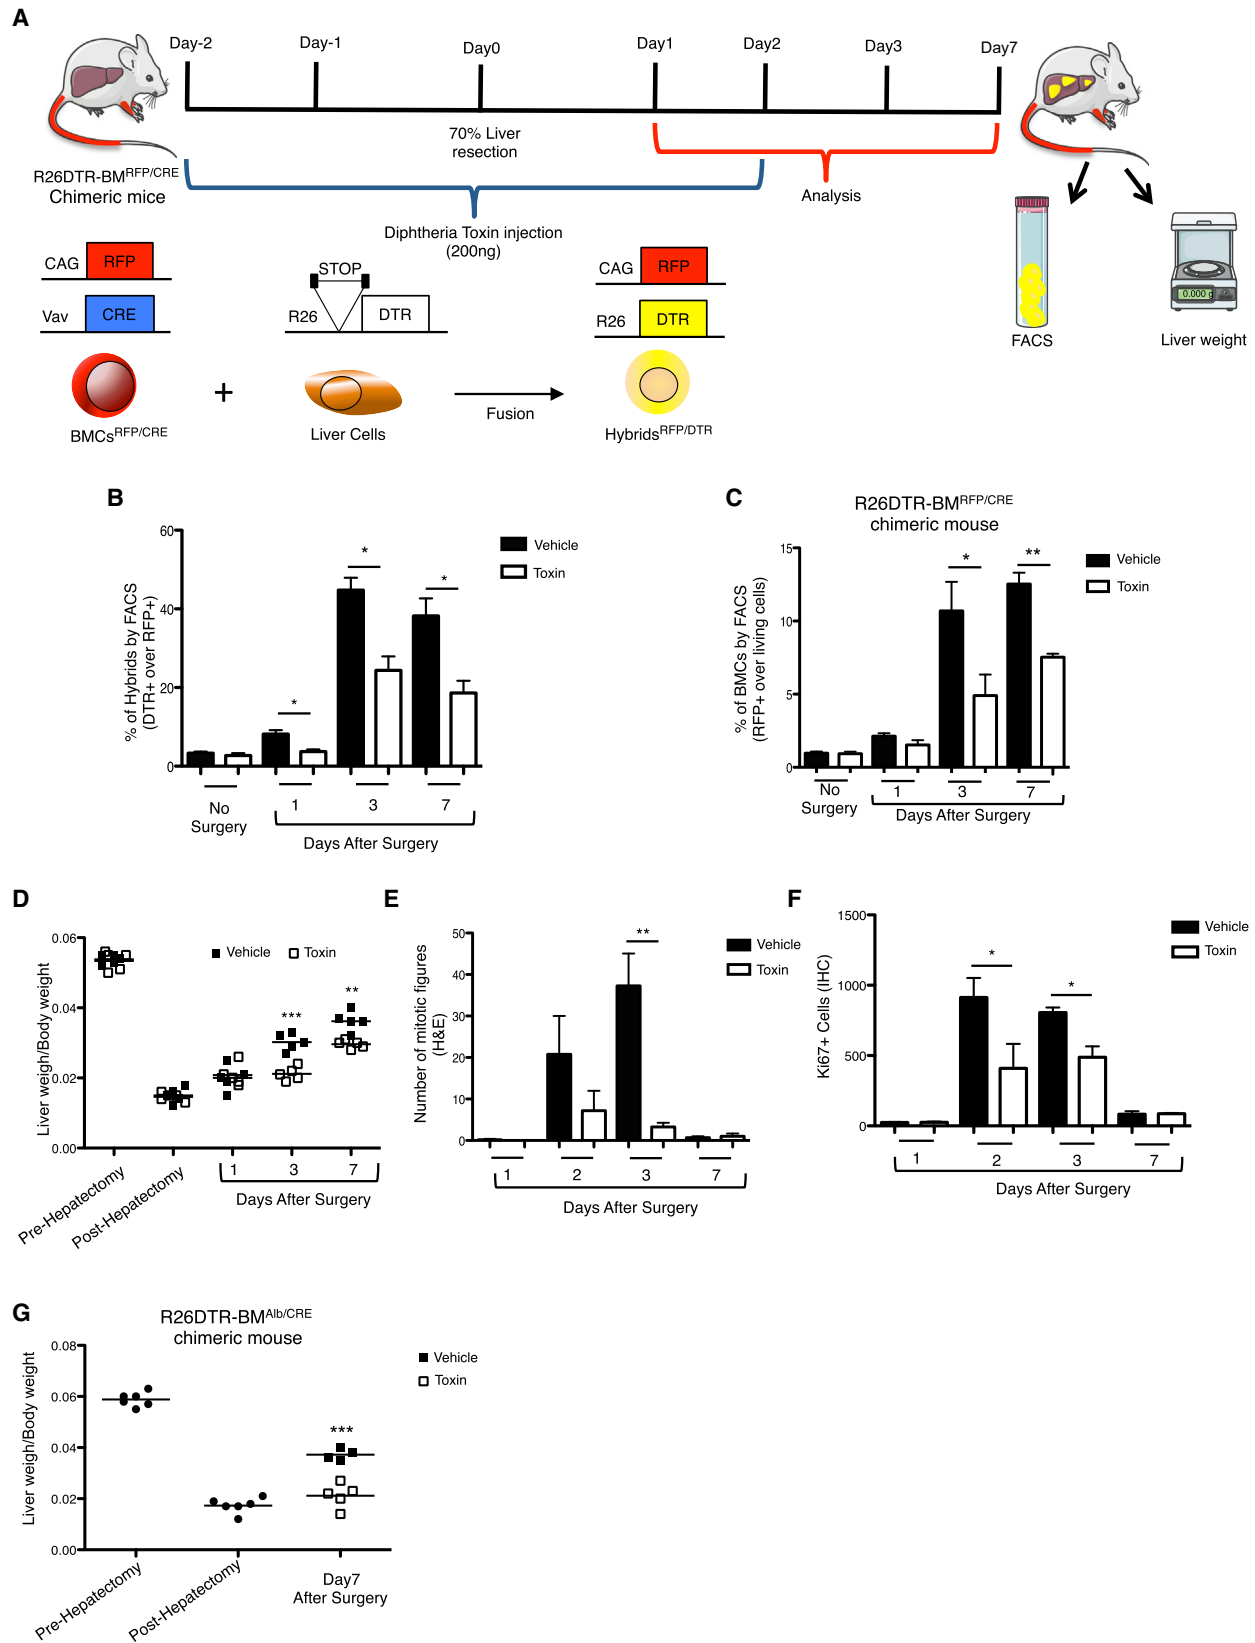 A
Day-2
Day-1
Day0
Day1
Day2
Day3
Day7
70% Liver
resection
R26DTR-BMRFP/CRE
Chimeric mice
Analysis
Diphtheria Toxin injection
(200ng)
CAG RFP
Vav CRE
STOP
R26 DTR
CAG RFP
R26 DTR
0.000 g
FACS
Liver weight
+
Fusion
BMCsRFP/CRE
Liver Cells
HybridsRFP/DTR
B
% of Hybrids by FACS
(DTR+ over RFP+)
60
40
20
0
*
*
*
Vehicle
Toxin
No
Surgery
1
3
7
Days After Surgery
C
R26DTR-BMRFP/CRE
chimeric mouse
% of BMCs by FACS
(RFP+ over living cells)
15
10
5
0
*
**
Vehicle
Toxin
No
Surgery
1
3
7
Days After Surgery
D
Liver weigh/Body weight
0.06
0.04
0.02
0.00
Vehicle
Toxin
***
**
Pre-Hepatectomy
Post-Hepatectomy
1
3
7
Days After Surgery
E
Number of mitotic figures
(H&E)
50
40
30
20
10
0
**
Vehicle
Toxin
1
2
3
7
Days After Surgery
F
Ki67+ Cells (IHC)
1500
1000
500
0
*
*
Vehicle
Toxin
1
2
3
7
Days After Surgery
G
R26DTR-BMAlb/CRE
chimeric mouse
Liver weigh/Body weight
0.08
0.06
0.04
0.02
0.00
***
Vehicle
Toxin
Pre-Hepatectomy
Post-Hepatectomy
Day7
After Surgery